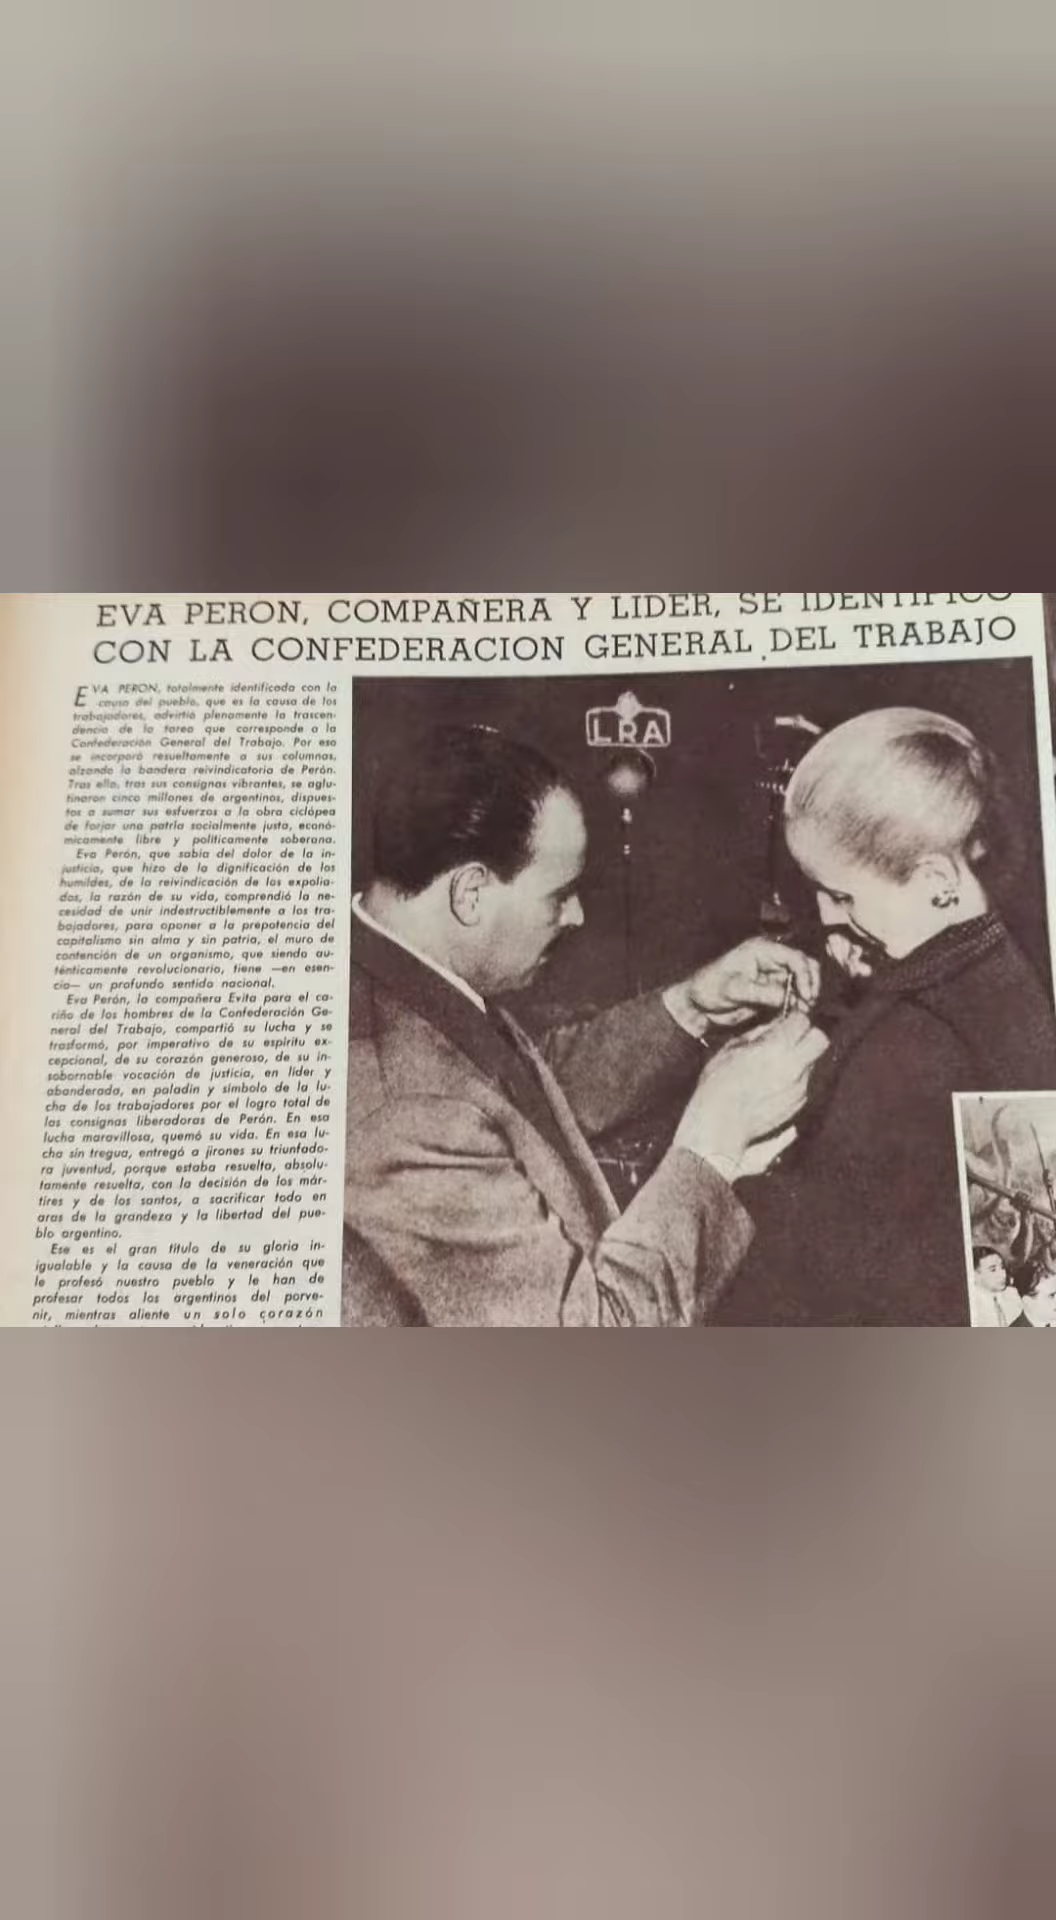 EVA PERON, COMPAÑERA Y LIDER, SE IDENTIFICO
CON LA CONFEDERACION GENERAL DEL TRABAJO
EVA PERON, totalmente identificada con la
causa del pueblo, que es la causa de los
trabajadores, advirtió plenamente la trascen-
dencia de la tarea que corresponde a la
Confederación General del Trabajo. Por eso
se incorporó resueltamente a sus columnas,
alzando la bandera reivindicatoria de Perón.
Tras ella, tras sus consignas vibrantes, se aglu-
tinaron cinco millones de argentinos, dispues-
tos a sumar sus esfuerzos a la obra ciclópea
de forjar una patria socialmente justa, econó-
micamente libre y políticamente soberana.
Eva Perón, que sabía del dolor de la in-
justicia, que hizo de la dignificación de los
humildes, de la reivindicación de los expolia-
dos, la razón de su vida, comprendió la ne-
cesidad de unir indestructiblemente a los tra-
bajadores, para oponer a la prepotencia del
capitalismo sin alma y sin patria, el muro de
contención de un organismo, que siendo au-
ténticamente revolucionario, tiene —en esen-
cia— un profundo sentido nacional.
Eva Perón, la compañera Evita para el ca-
riño de los hombres de la Confederación Ge-
neral del Trabajo, compartió su lucha y se
trasformó, por imperativo de su espíritu ex-
cepcional, de su corazón generoso, de su in-
sobornable vocación de justicia, en líder y
abanderada, en paladín y símbolo de la lu-
cha de los trabajadores por el logro total de
las consignas liberadoras de Perón. En esa
lucha maravillosa, quemó su vida. En esa lu-
cha sin tregua, entregó a jirones su triunfado-
ra juventud, porque estaba resuelta, absolu-
tamente resuelta, con la decisión de los már-
tires y de los santos, a sacrificar todo en
aras de la grandeza y la libertad del pue-
blo argentino.
Ese es el gran título de su gloria in-
igualable y la causa de la veneración que
le profesó nuestro pueblo y le han de
profesar todos los argentinos del porve-
nir, mientras aliente un solo corazón
LRA